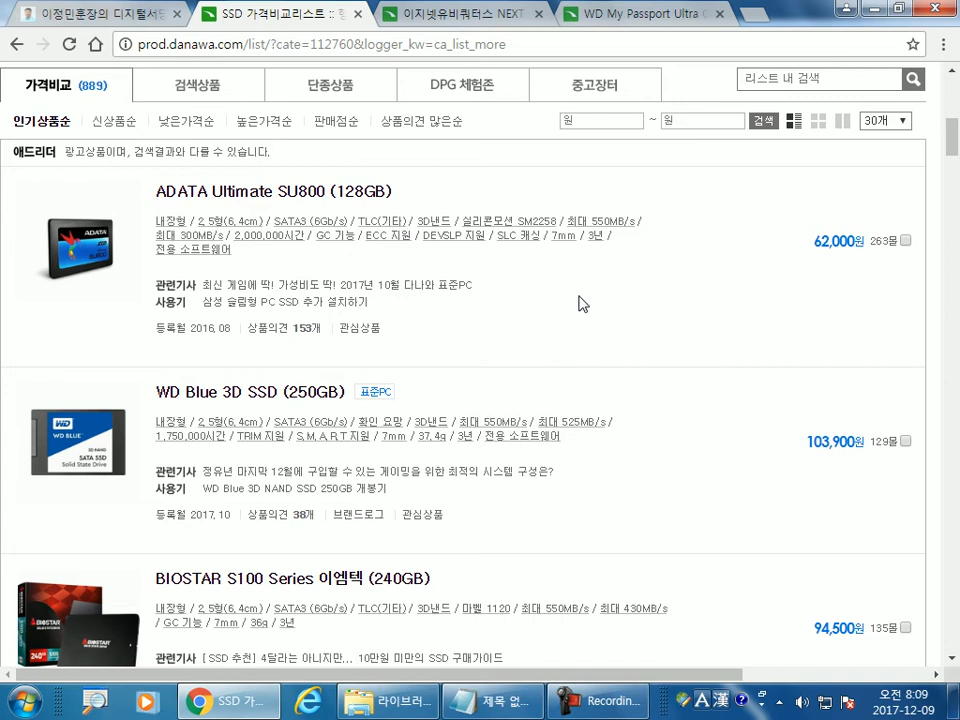 이정민훈장의 디지털서당
SSD 가격비교리스트 ::
이지넷유비쿼터스 NEXT
WD My Passport Ultra
prod.danawa.com/list/?cate=112760&logger_kw=ca_list_more
가격비교 (889) 검색상품 단종상품 DPG 체험존 중고장터 리스트 내 검색
인기상품순 신상품순 낮은가격순 높은가격순 판매점순 상품의견 많은순 원 ~ 원 검색 30개
애드리더 광고상품이며, 검색결과와 다를 수 있습니다.
ADATA Ultimate SU800 (128GB)
내장형 / 2.5형(6.4cm) / SATA3 (6Gb/s) / TLC(기타) / 3D낸드 / 실리콘모션 SM2258 / 최대 550MB/s /
최대 300MB/s / 2,000,000시간 / GC 기능 / ECC 지원 / DEVSLP 지원 / SLC 캐싱 / 7mm / 3년 /
전용 소프트웨어
62,000원 263몰
관련기사 최신 게임에 딱! 가성비도 딱! 2017년 10월 다나와 표준PC
사용기 삼성 슬림형 PC SSD 추가 설치하기
등록월 2016.08 상품의견 153개 관심상품
WD Blue 3D SSD (250GB) 표준PC
내장형 / 2.5형(6.4cm) / SATA3 (6Gb/s) / 확인 요망 / 3D낸드 / 최대 550MB/s / 최대 525MB/s /
1,750,000시간 / TRIM 지원 / S.M.A.R.T 지원 / 7mm / 37.4g / 3년 / 전용 소프트웨어
103,900원 129몰
관련기사 정유년 마지막 12월에 구입할 수 있는 게이밍을 위한 최적의 시스템 구성은?
사용기 WD Blue 3D NAND SSD 250GB 개봉기
등록월 2017.10 상품의견 38개 브랜드로그 관심상품
BIOSTAR S100 Series 이엠텍 (240GB)
내장형 / 2.5형(6.4cm) / SATA3 (6Gb/s) / TLC(기타) / 3D낸드 / 마벨 1120 / 최대 550MB/s / 최대 430MB/s
/ GC 기능 / 7mm / 36g / 3년
94,500원 135몰
관련기사 [SSD 추천] 4달라는 아니지만... 10만원 미만의 SSD 구매가이드
ADATA
SU800
WD
WD BLUE
3D NAND
SATA SSD
Solid State Drive
BIOSTAR
BIOSTAR
240GB
SSD 가...
라이브러...
제목 없...
Recordin...
A 漢
오전 8:09
2017-12-09